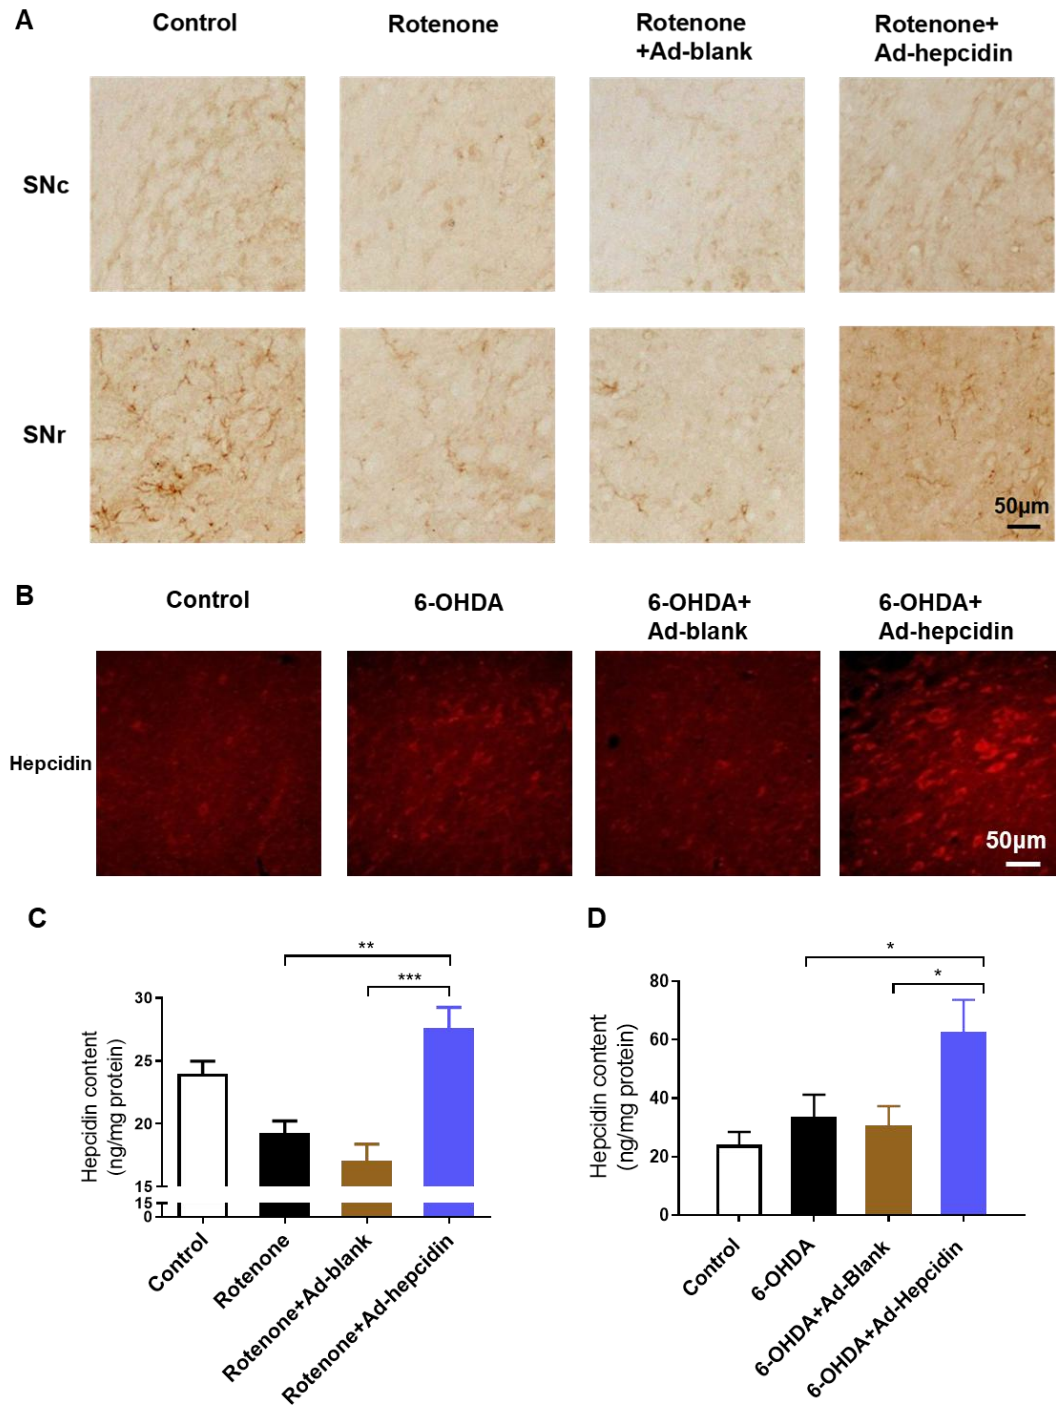 A
Control
Rotenone
Rotenone
+Ad-blank
Rotenone+
Ad-hepcidin
SNc
SNr
50µm
B
Control
6-OHDA
6-OHDA+
Ad-blank
6-OHDA+
Ad-hepcidin
Hepcidin
50µm
C
**
***
Hepcidin content
(ng/mg protein)
30
25
20
15
15
0
Control
Rotenone
Rotenone+Ad-blank
Rotenone+Ad-hepcidin
D
*
*
Hepcidin content
(ng/mg protein)
80
60
40
20
0
Control
6-OHDA
6-OHDA+Ad-Blank
6-OHDA+Ad-Hepcidin